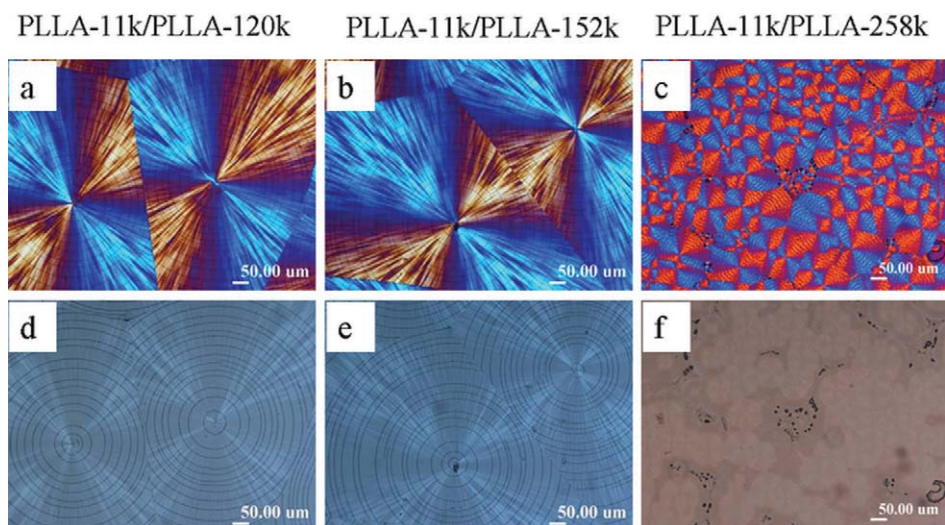 PLLA-11k/PLLA-120k PLLA-11k/PLLA-152k PLLA-11k/PLLA-258k
a b c
50.00 um 50.00 um 50.00 um
d e f
50.00 um 50.00 um 50.00 um